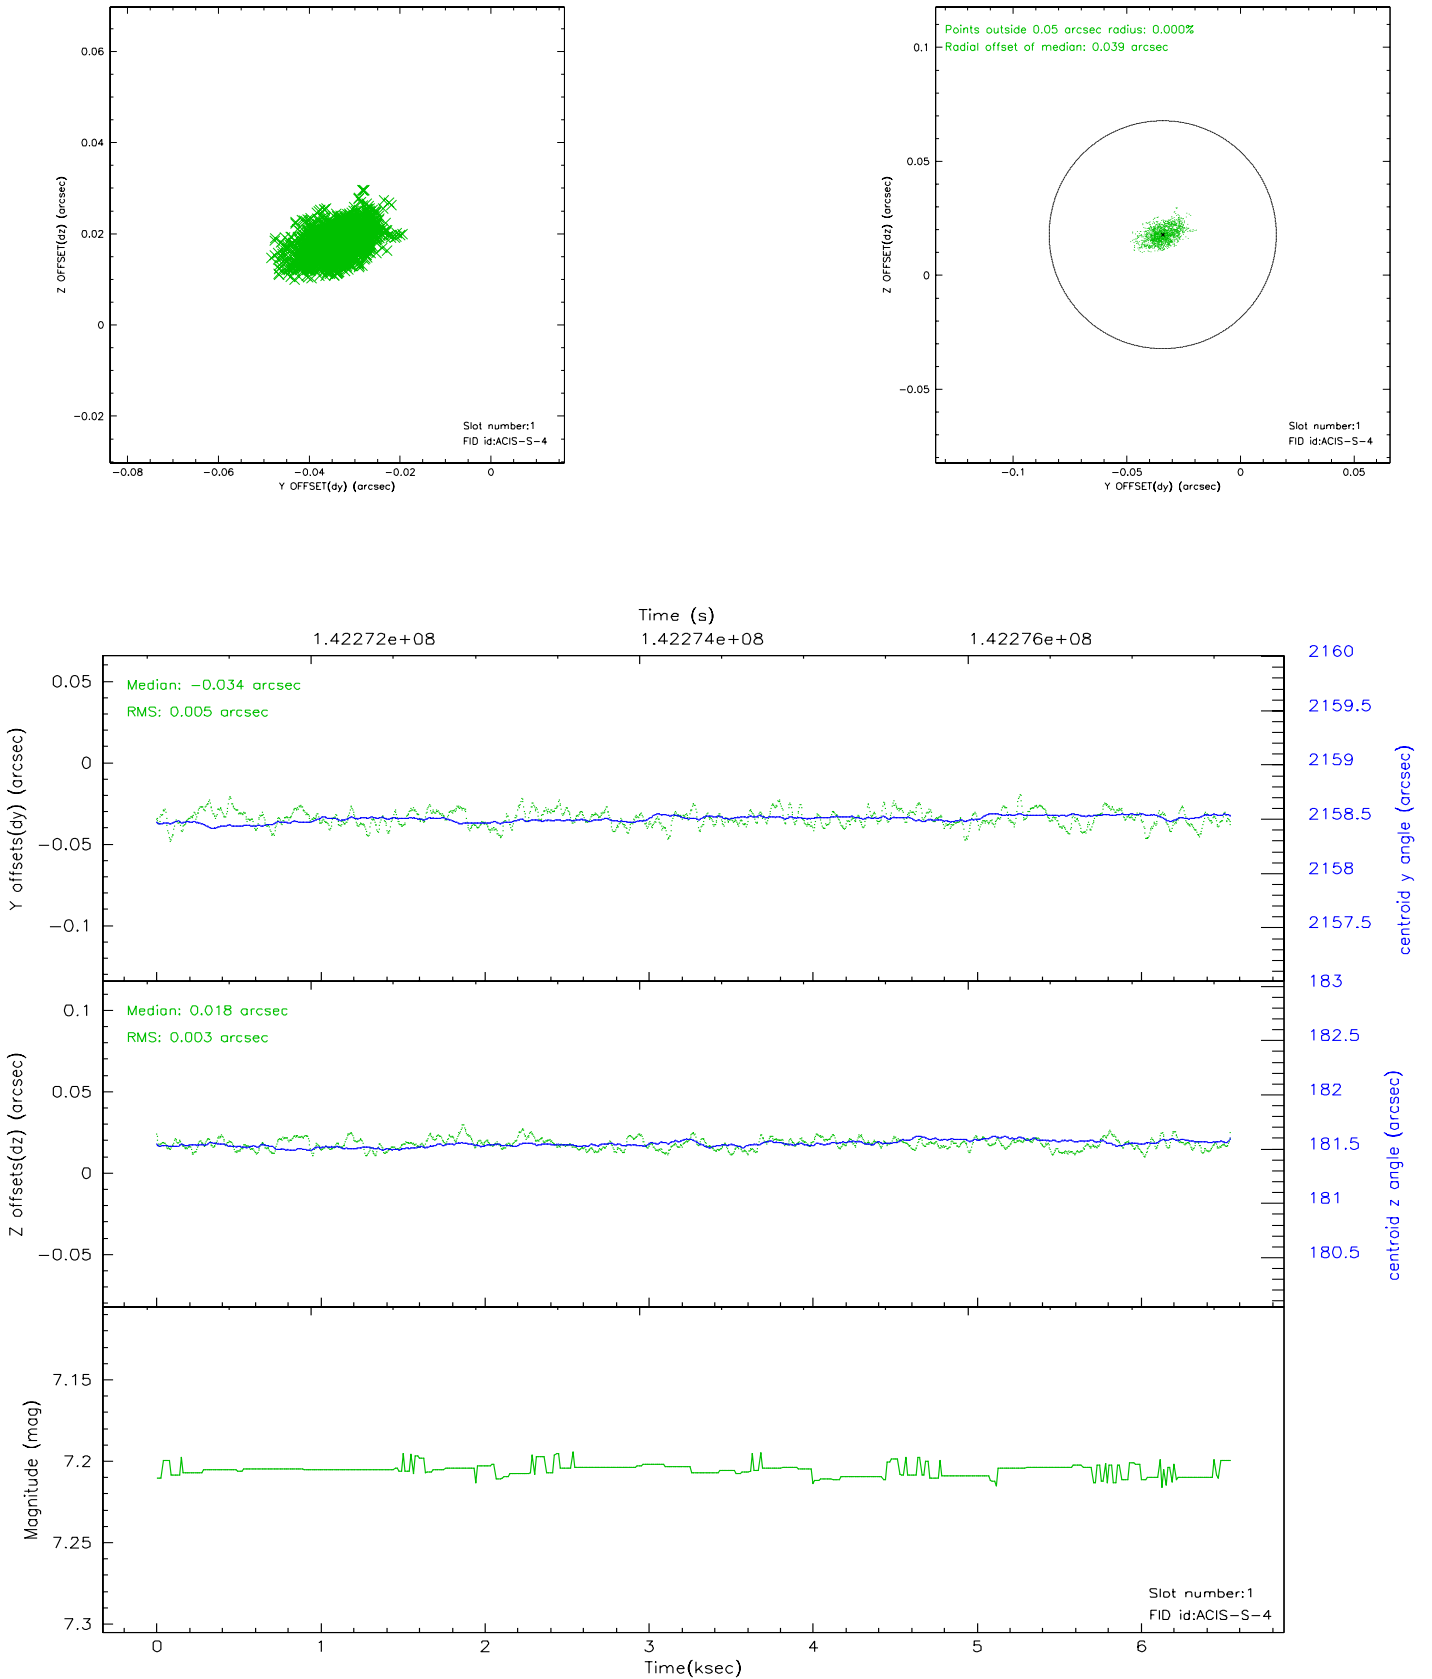 0.06
0.04
0.02
0
−0.02
Z OFFSET(dz) (arcsec)
Slot number:1
FID id:ACIS−S−4
−0.08 −0.06 −0.04 −0.02 0
Y OFFSET(dy) (arcsec)
Points outside 0.05 arcsec radius: 0.000%
Radial offset of median: 0.039 arcsec
0.1
0.05
0
−0.05
Z OFFSET(dz) (arcsec)
Slot number:1
FID id:ACIS−S−4
−0.1 −0.05 0 0.05
Y OFFSET(dy) (arcsec)
Time (s)
1.42272e+08 1.42274e+08 1.42276e+08
Median: −0.034 arcsec
RMS: 0.005 arcsec
0.05
0
−0.05
−0.1
Y offsets(dy) (arcsec)
2160
2159.5
2159
2158.5
2158
2157.5
centroid y angle (arcsec)
Median: 0.018 arcsec
RMS: 0.003 arcsec
0.1
0.05
0
−0.05
Z offsets(dz) (arcsec)
183
182.5
182
181.5
181
180.5
centroid z angle (arcsec)
7.15
7.2
7.25
7.3
Magnitude (mag)
Slot number:1
FID id:ACIS−S−4
0 1 2 3 4 5 6
Time(ksec)